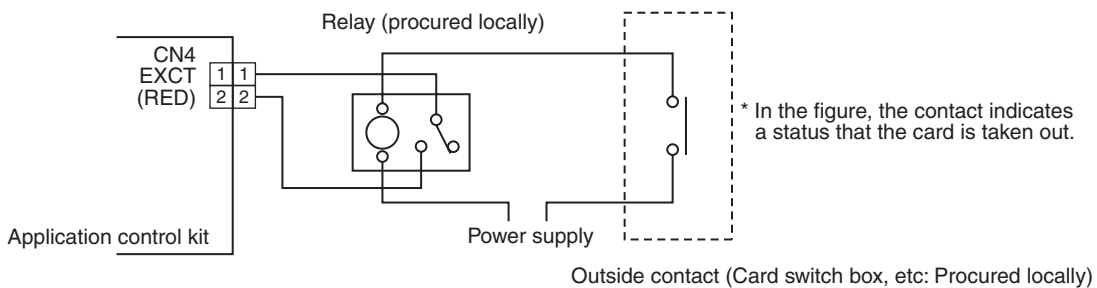 Relay (procured locally)
CN4
EXCT
(RED)
1 1
2 2
* In the figure, the contact indicates
a status that the card is taken out.
Application control kit
Power supply
Outside contact (Card switch box, etc: Procured locally)